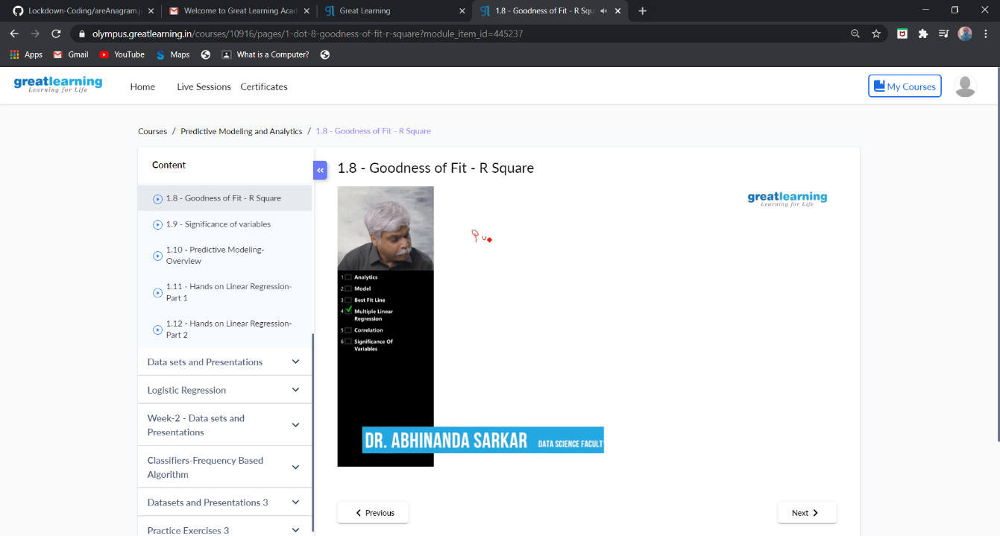 Lockdown-Coding/areAnagram.j
Welcome to Great Learning Acad
Great Learning
1.8 - Goodness of Fit - R Squ
olympus.greatlearning.in/courses/10916/pages/1-dot-8-goodness-of-fit-r-square?module_item_id=445237
Apps Gmail YouTube Maps What is a Computer?
greatlearning
Learning for Life
Home Live Sessions Certificates
My Courses
Courses / Predictive Modeling and Analytics / 1.8 - Goodness of Fit - R Square
Content
1.8 - Goodness of Fit - R Square
1.9 - Significance of variables
1.10 - Predictive Modeling-
Overview
1.11 - Hands on Linear Regression-
Part 1
1.12 - Hands on Linear Regression-
Part 2
Data sets and Presentations
Logistic Regression
Week-2 - Data sets and
Presentations
Classifiers-Frequency Based
Algorithm
Datasets and Presentations 3
Practice Exercises 3
1.8 - Goodness of Fit - R Square
greatlearning
Learning for Life
1 Analytics
2 Model
3 Best Fit Line
4 Multiple Linear
Regression
5 Correlation
6 Significance Of
Variables
DR. ABHINANDA SARKAR DATA SCIENCE FACULT
Previous
Next